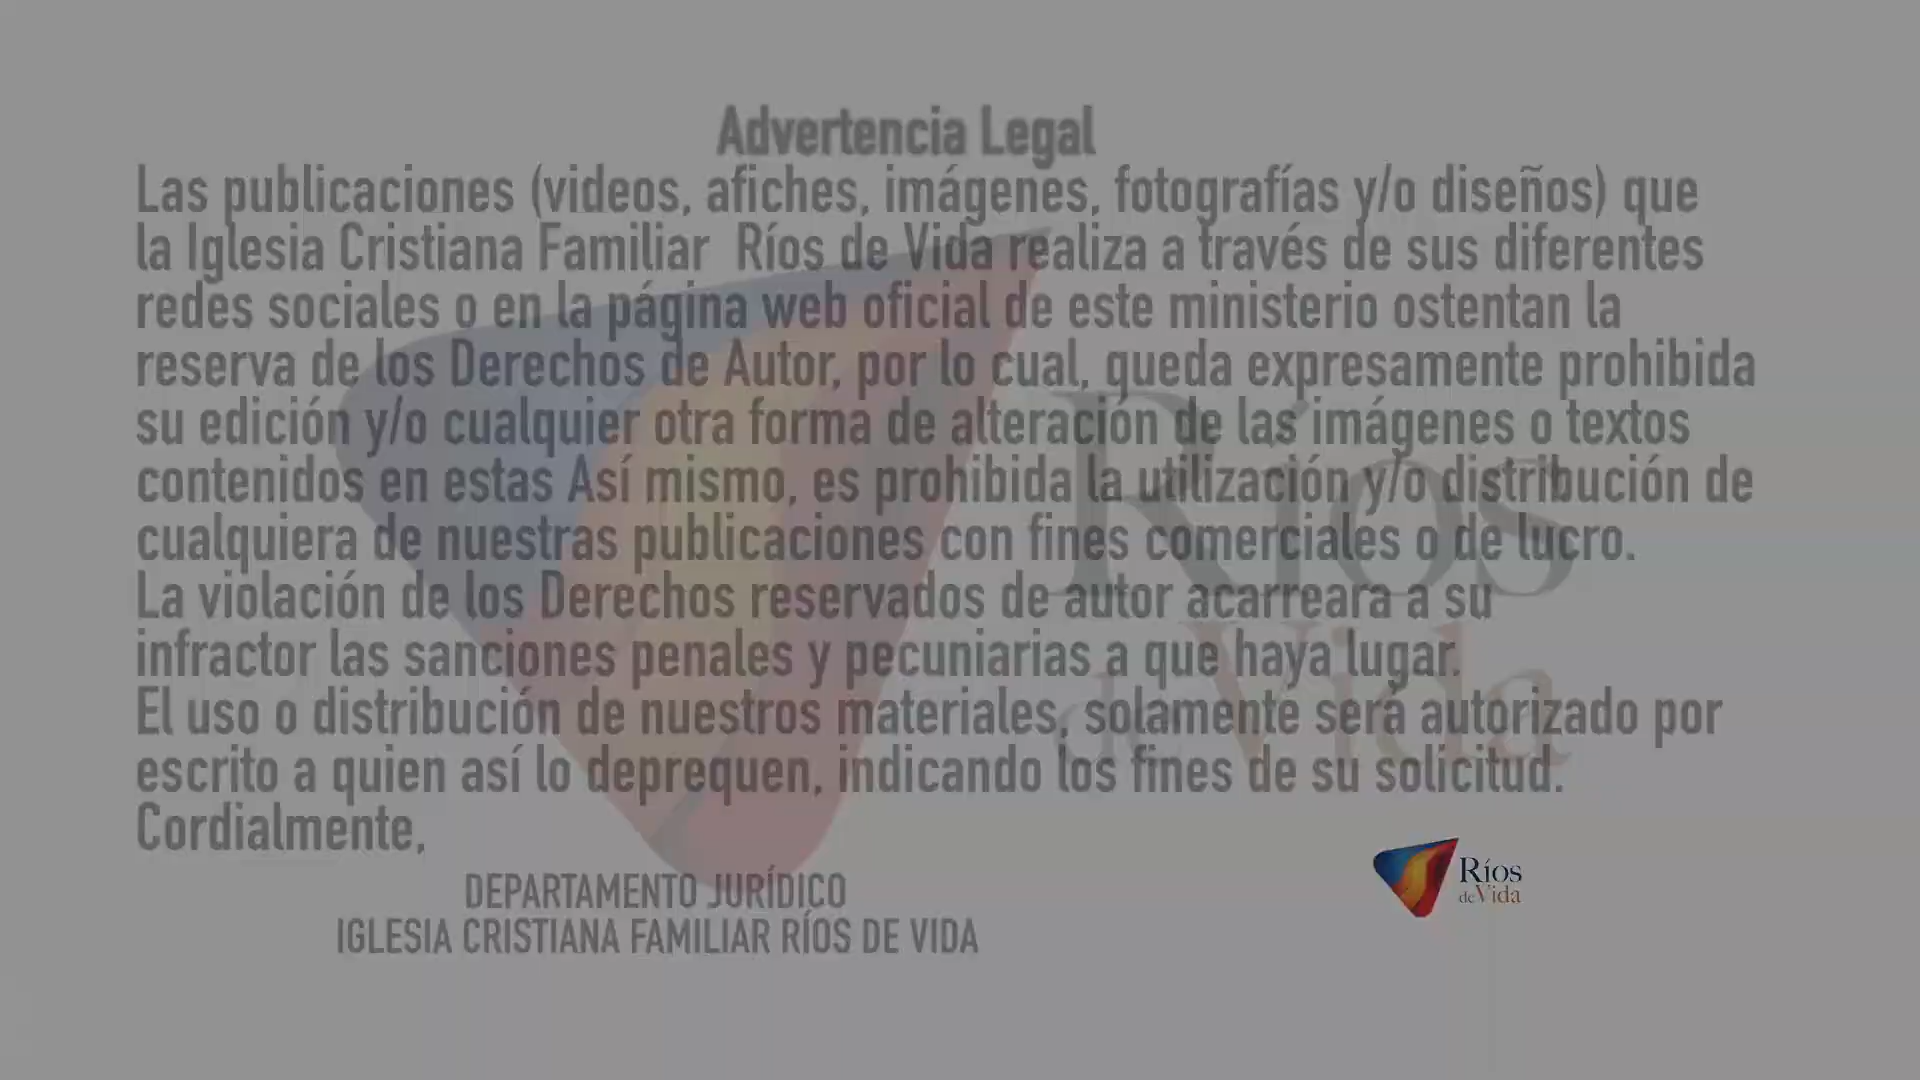 Advertencia Legal
Las publicaciones (videos, afiches, imágenes, fotografías y/o diseños) que
la Iglesia Cristiana Familiar Ríos de Vida realiza a través de sus diferentes
redes sociales o en la página web oficial de este ministerio ostentan la
reserva de los Derechos de Autor, por lo cual, queda expresamente prohibida
su edición y/o cualquier otra forma de alteración de las imágenes o textos
contenidos en estas Así mismo, es prohibida la utilización y/o distribución de
cualquiera de nuestras publicaciones con fines comerciales o de lucro.
La violación de los Derechos reservados de autor acarreara a su
infractor las sanciones penales y pecuniarias a que haya lugar.
El uso o distribución de nuestros materiales, solamente será autorizado por
escrito a quien así lo deprequen, indicando los fines de su solicitud.
Cordialmente,
DEPARTAMENTO JURÍDICO
IGLESIA CRISTIANA FAMILIAR RÍOS DE VIDA
Ríos
de Vida
Ríos
de Vida